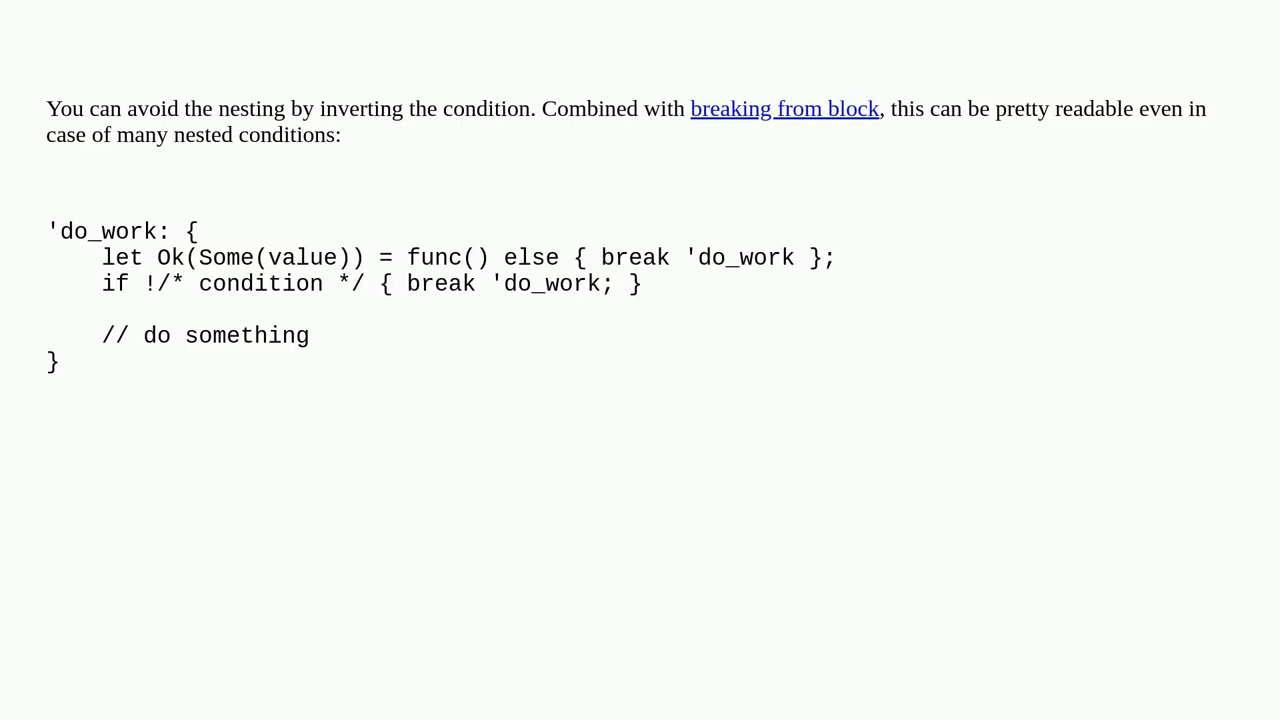 You can avoid the nesting by inverting the condition. Combined with breaking from block, this can be pretty readable even in
case of many nested conditions:
'do_work: {
    let Ok(Some(value)) = func() else { break 'do_work };
    if !/* condition */ { break 'do_work; }
    // do something
}